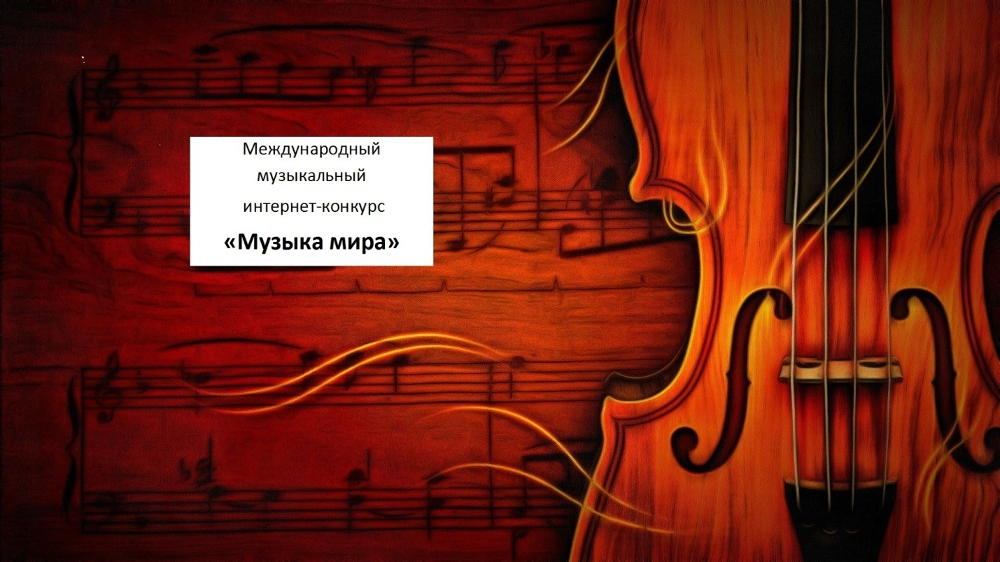 Международный
музыкальный
интернет-конкурс
«Музыка мира»